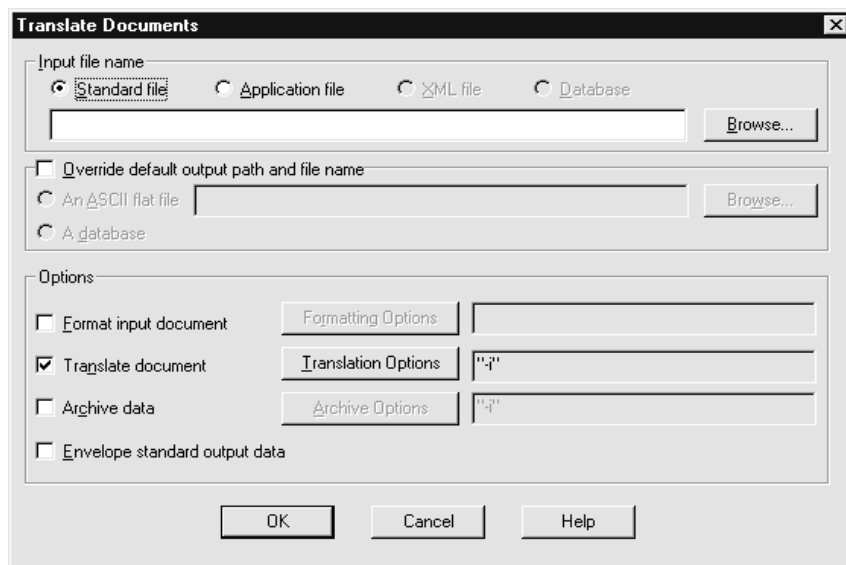 Translate Documents
Input file name
Standard file Application file XML file Database
Browse...
Override default output path and file name
An ASCII flat file Browse...
A database
Options
Format input document Formatting Options
Translate document Translation Options "-i"
Archive data Archive Options "-i"
Envelope standard output data
OK Cancel Help